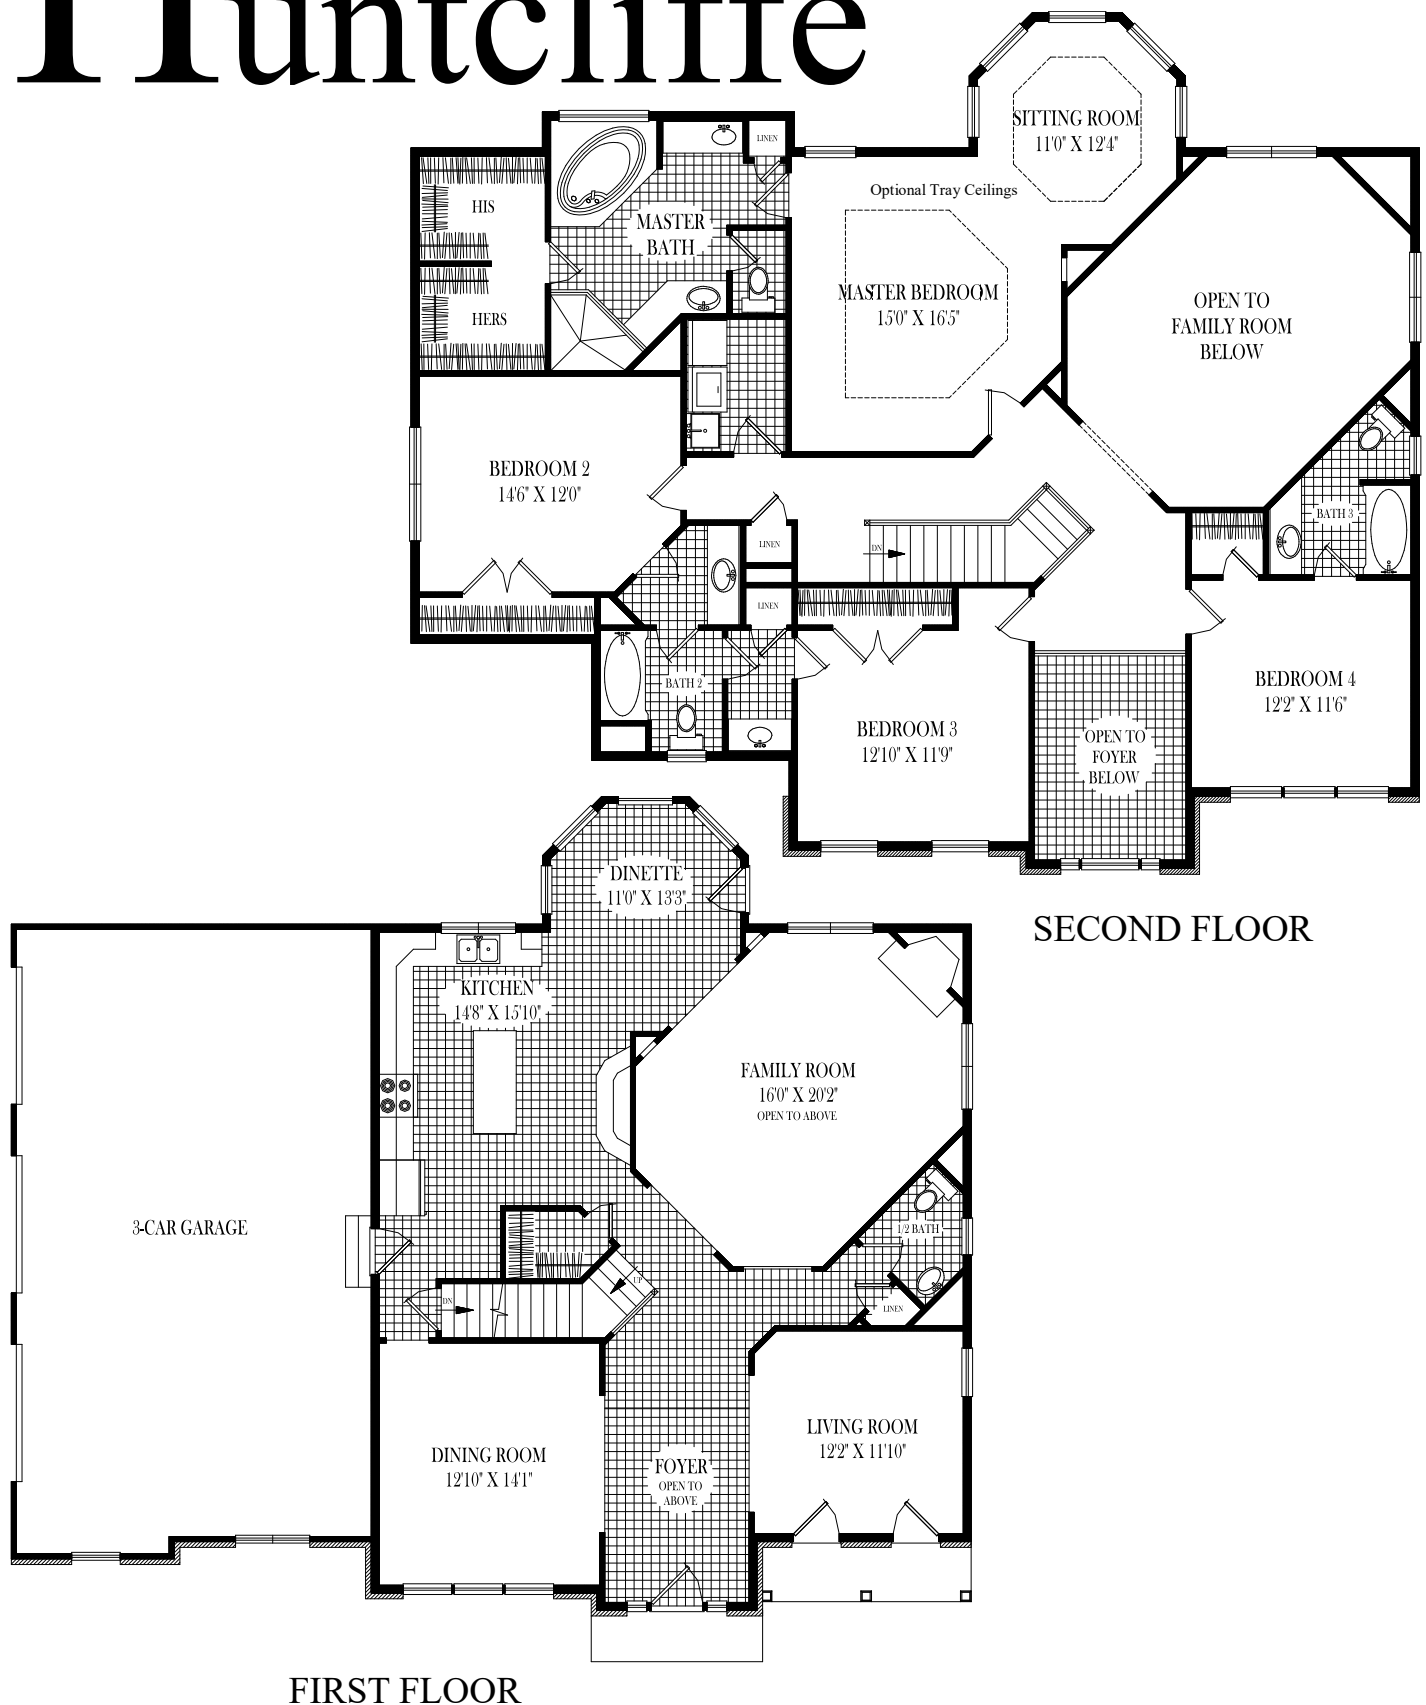 Huntcliffe
SITTING ROOM
11'0" X 12'4"
LINEN
Optional Tray Ceilings
HIS
MASTER
BATH
HERS
MASTER BEDROOM
15'0" X 16'5"
OPEN TO
FAMILY ROOM
BELOW
BEDROOM 2
14'6" X 12'0"
LINEN
DN
BATH 3
LINEN
BATH 2
BEDROOM 3
12'10" X 11'9"
OPEN TO
FOYER
BELOW
BEDROOM 4
12'2" X 11'6"
SECOND FLOOR
DINETTE
11'0" X 13'3"
KITCHEN
14'8" X 15'10"
FAMILY ROOM
16'0" X 20'2"
OPEN TO ABOVE
3-CAR GARAGE
1/2 BATH
UP
DN
LINEN
DINING ROOM
12'10" X 14'1"
FOYER
OPEN TO
ABOVE
LIVING ROOM
12'2" X 11'10"
FIRST FLOOR